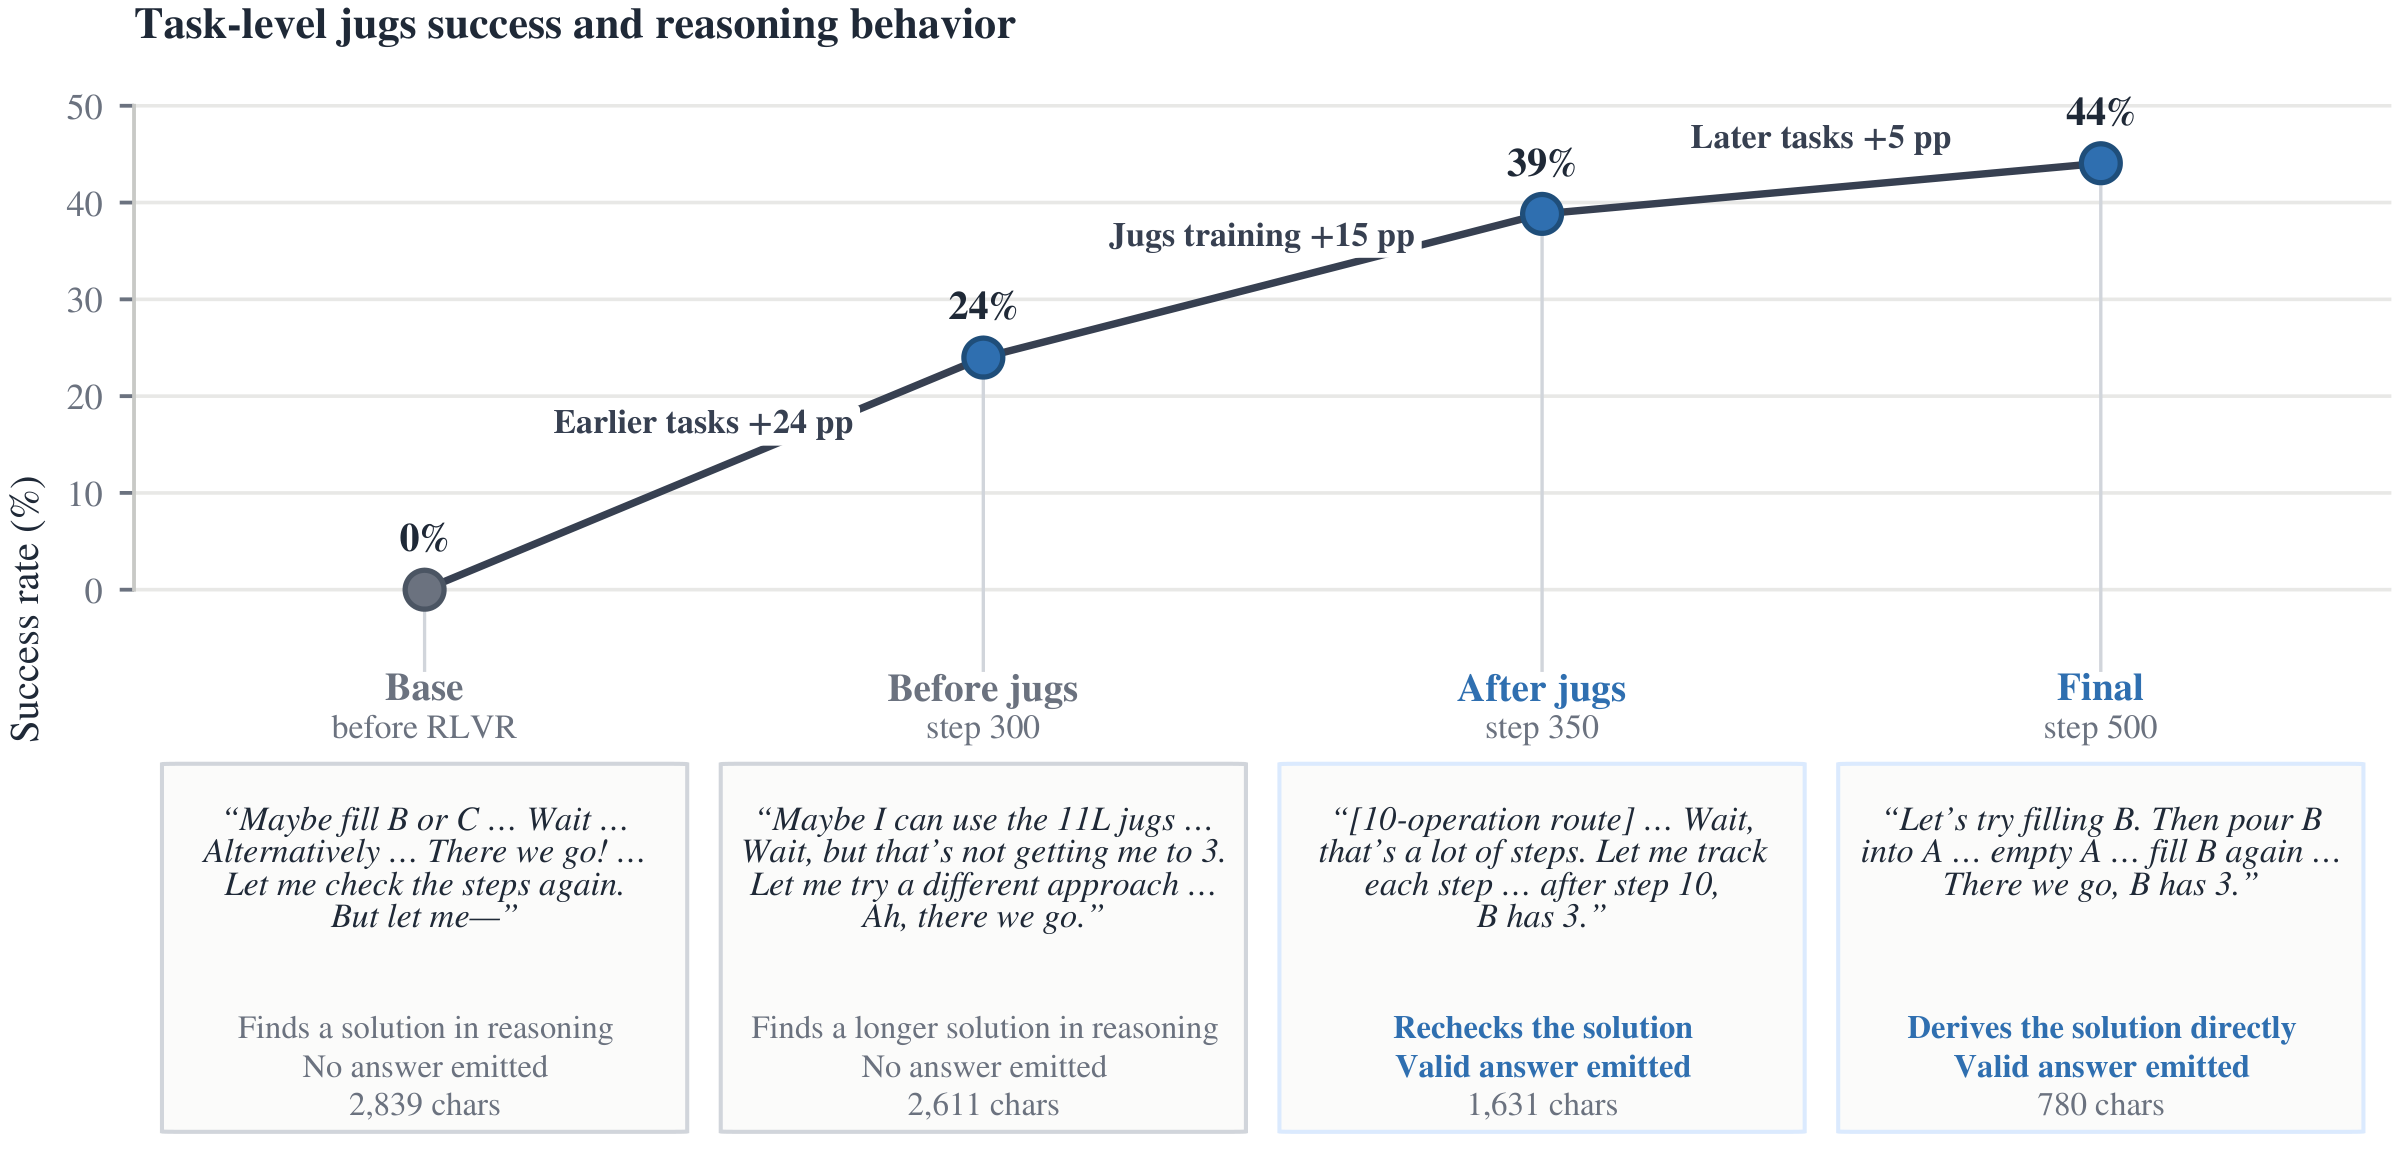 Task-level jugs success and reasoning behavior
Success rate (%)
50
40
30
20
10
0
0%
Earlier tasks +24 pp
24%
Jugs training +15 pp
39%
Later tasks +5 pp
44%
Base
before RLVR
Before jugs
step 300
After jugs
step 350
Final
step 500
“Maybe fill B or C … Wait …
Alternatively … There we go! …
Let me check the steps again.
But let me—”
Finds a solution in reasoning
No answer emitted
2,839 chars
“Maybe I can use the 11L jugs …
Wait, but that’s not getting me to 3.
Let me try a different approach …
Ah, there we go.”
Finds a longer solution in reasoning
No answer emitted
2,611 chars
“[10-operation route] … Wait,
that’s a lot of steps. Let me track
each step … after step 10,
B has 3.”
Rechecks the solution
Valid answer emitted
1,631 chars
“Let’s try filling B. Then pour B
into A … empty A … fill B again …
There we go, B has 3.”
Derives the solution directly
Valid answer emitted
780 chars